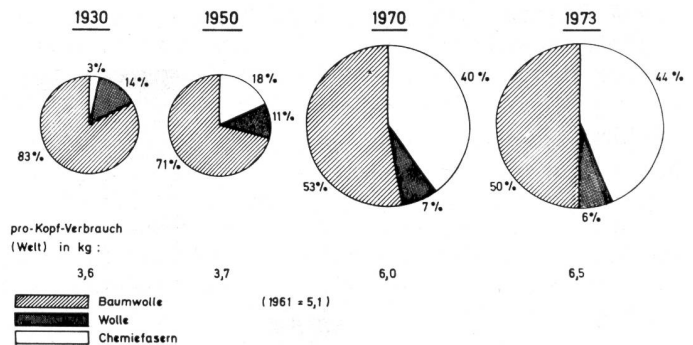 1930 1950 1970 1973
3% 14% 83%
18% 11% 71%
40% 53% 7%
44% 50% 6%
pro-Kopf-Verbrauch
(Welt) in kg :
3,6 3,7 6,0 6,5
Baumwolle (1961 = 5,1)
Wolle
Chemiefasern